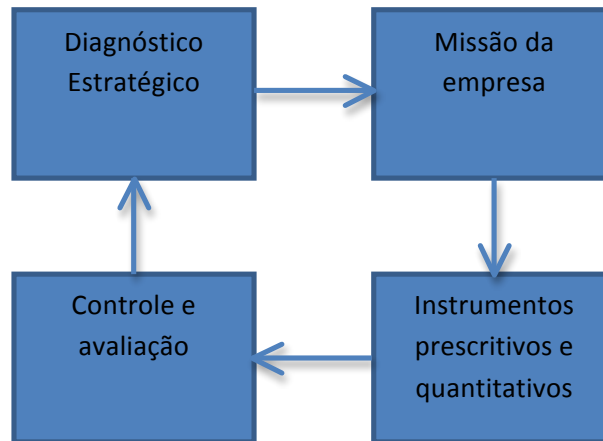 Diagnóstico
Estratégico
Missão da
empresa
Controle e
avaliação
Instrumentos
prescritivos e
quantitativos